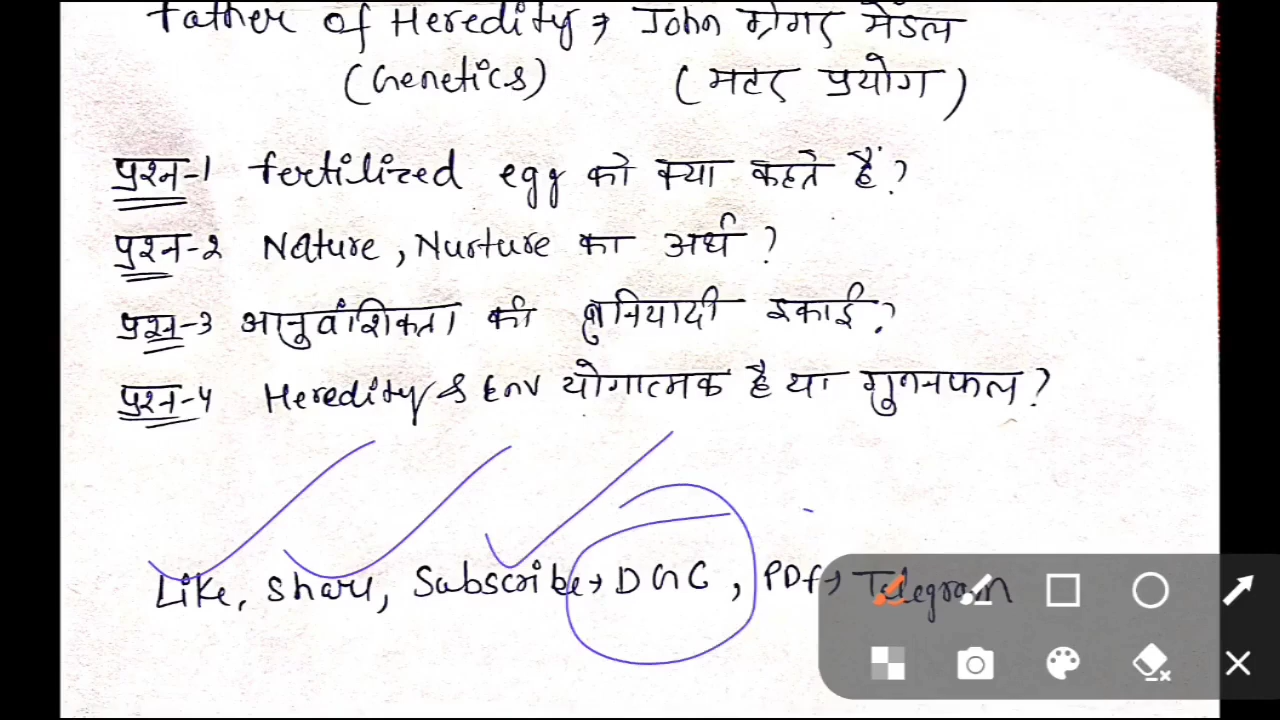 Father of Heredity → John ग्रेगर मेंडल
(Genetics) (मटर प्रयोग)
प्रश्न-1 fertilized egg को क्या कहते हैं?
प्रश्न-2 Nature, Nurture का अर्थ?
प्रश्न-3 आनुवांशिकता की बुनियादी इकाई?
प्रश्न-4 Heredity & Env योगात्मक है या गुणनफल?
Like, Share, Subscribe → DGC, PDf → Telegram